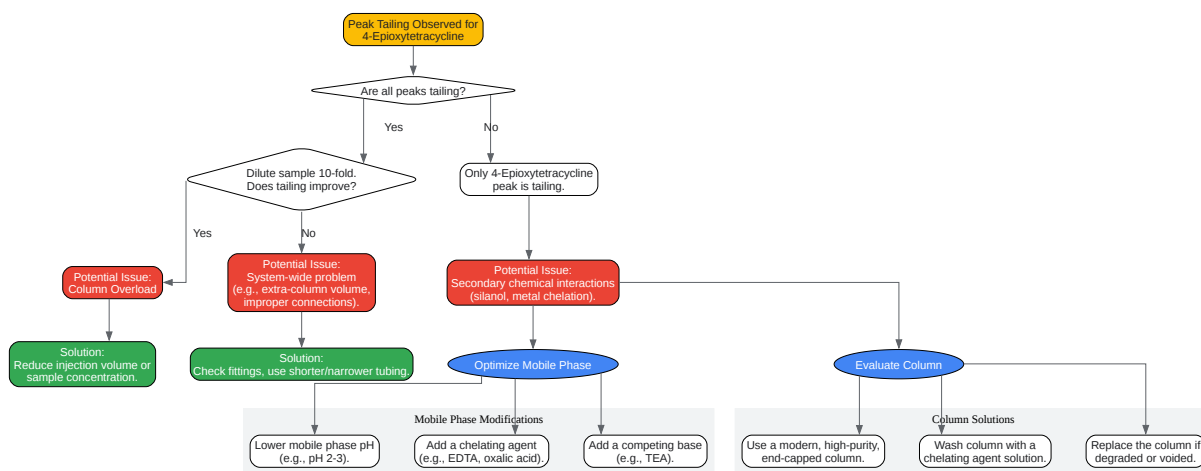 Peak Tailing Observed for
4-Epioxytetracycline
Are all peaks tailing?
Yes
No
Dilute sample 10-fold.
Does tailing improve?
Only 4-Epioxytetracycline
peak is tailing.
Yes
No
Potential Issue:
Column Overload
Potential Issue:
System-wide problem
(e.g., extra-column volume,
improper connections).
Potential Issue:
Secondary chemical interactions
(silanol, metal chelation).
Solution:
Reduce injection volume or
sample concentration.
Solution:
Check fittings, use shorter/narrower tubing.
Optimize Mobile Phase
Evaluate Column
Mobile Phase Modifications
Lower mobile phase pH
(e.g., pH 2-3).
Add a chelating agent
(e.g., EDTA, oxalic acid).
Add a competing base
(e.g., TEA).
Column Solutions
Use a modern, high-purity,
end-capped column.
Wash column with a
chelating agent solution.
Replace the column if
degraded or voided.